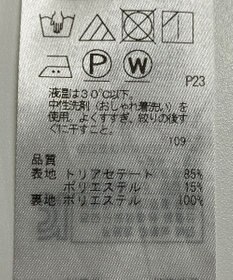 P
W
P23
液温は30℃以下。
中性洗剤(おしゃれ着洗い)を
使用。よくすすぎ、絞りの後す
ぐに干すこと。
109
品質
表地 トリアセテート 85%
ポリエステル 15%
裏地 ポリエステル 100%